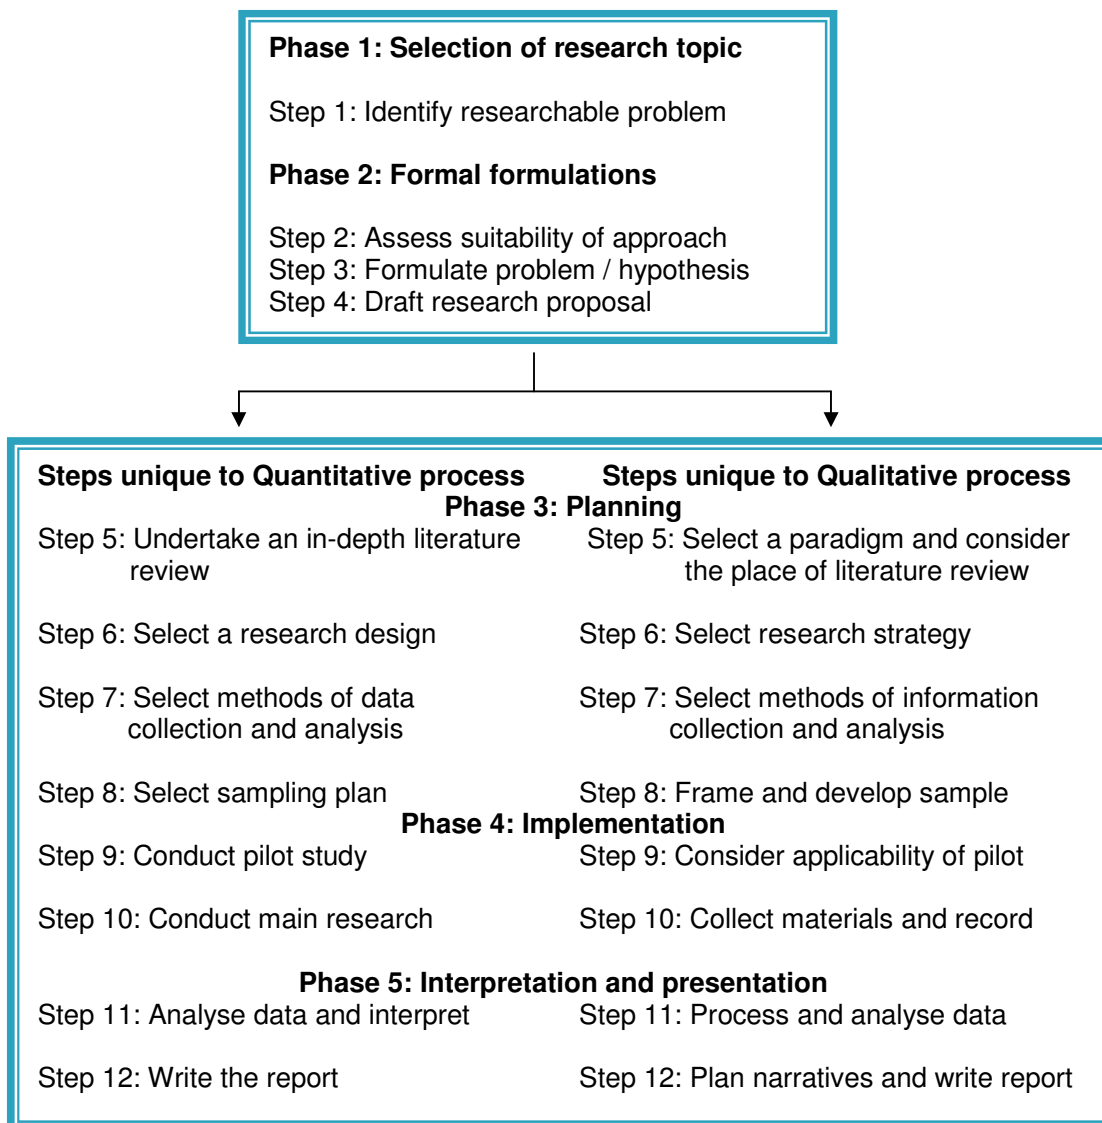 Phase 1: Selection of research topic
Step 1: Identify researchable problem
Phase 2: Formal formulations
Step 2: Assess suitability of approach
Step 3: Formulate problem / hypothesis
Step 4: Draft research proposal
Steps unique to Quantitative process Steps unique to Qualitative process
Phase 3: Planning
Step 5: Undertake an in-depth literature Step 5: Select a paradigm and consider
review the place of literature review
Step 6: Select a research design Step 6: Select research strategy
Step 7: Select methods of data Step 7: Select methods of information
collection and analysis collection and analysis
Step 8: Select sampling plan Step 8: Frame and develop sample
Phase 4: Implementation
Step 9: Conduct pilot study Step 9: Consider applicability of pilot
Step 10: Conduct main research Step 10: Collect materials and record
Phase 5: Interpretation and presentation
Step 11: Analyse data and interpret Step 11: Process and analyse data
Step 12: Write the report Step 12: Plan narratives and write report